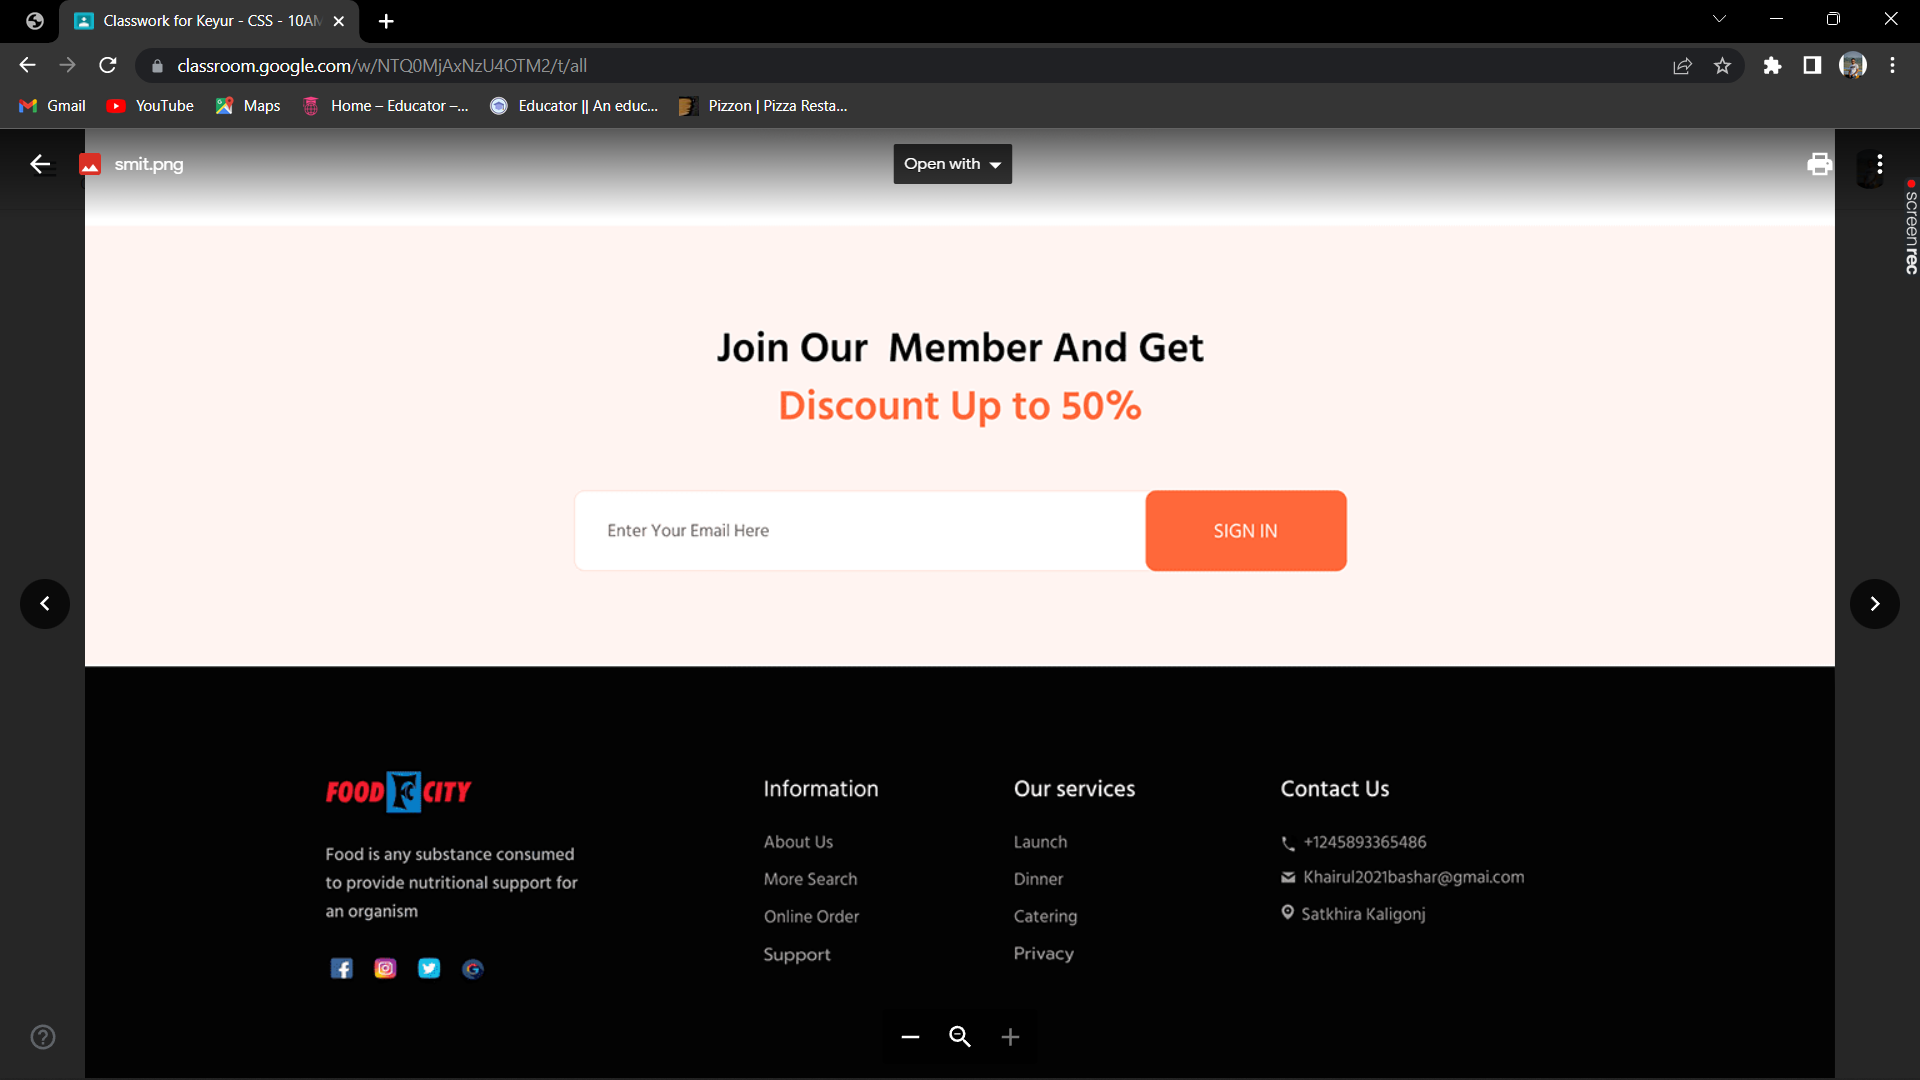 Classwork for Keyur - CSS - 10AM
classroom.google.com/w/NTQ0MjAxNzU4OTM2/t/all
Gmail YouTube Maps Home – Educator –... Educator || An educ... Pizzon | Pizza Resta...
smit.png Open with
screenrec
Join Our Member And Get
Discount Up to 50%
Enter Your Email Here SIGN IN
FOOD FC CITY
Food is any substance consumed
to provide nutritional support for
an organism
Information
About Us
More Search
Online Order
Support
Our services
Launch
Dinner
Catering
Privacy
Contact Us
+1245893365486
Khairul2021bashar@gmai.com
Satkhira Kaligonj